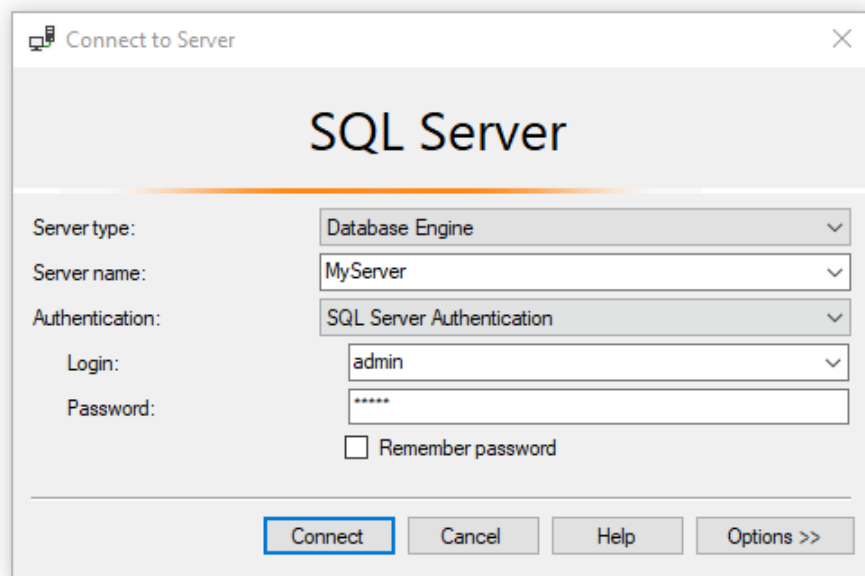 Connect to Server
SQL Server
Server type: Database Engine
Server name: MyServer
Authentication: SQL Server Authentication
Login: admin
Password: *****
Remember password
Connect Cancel Help Options >>